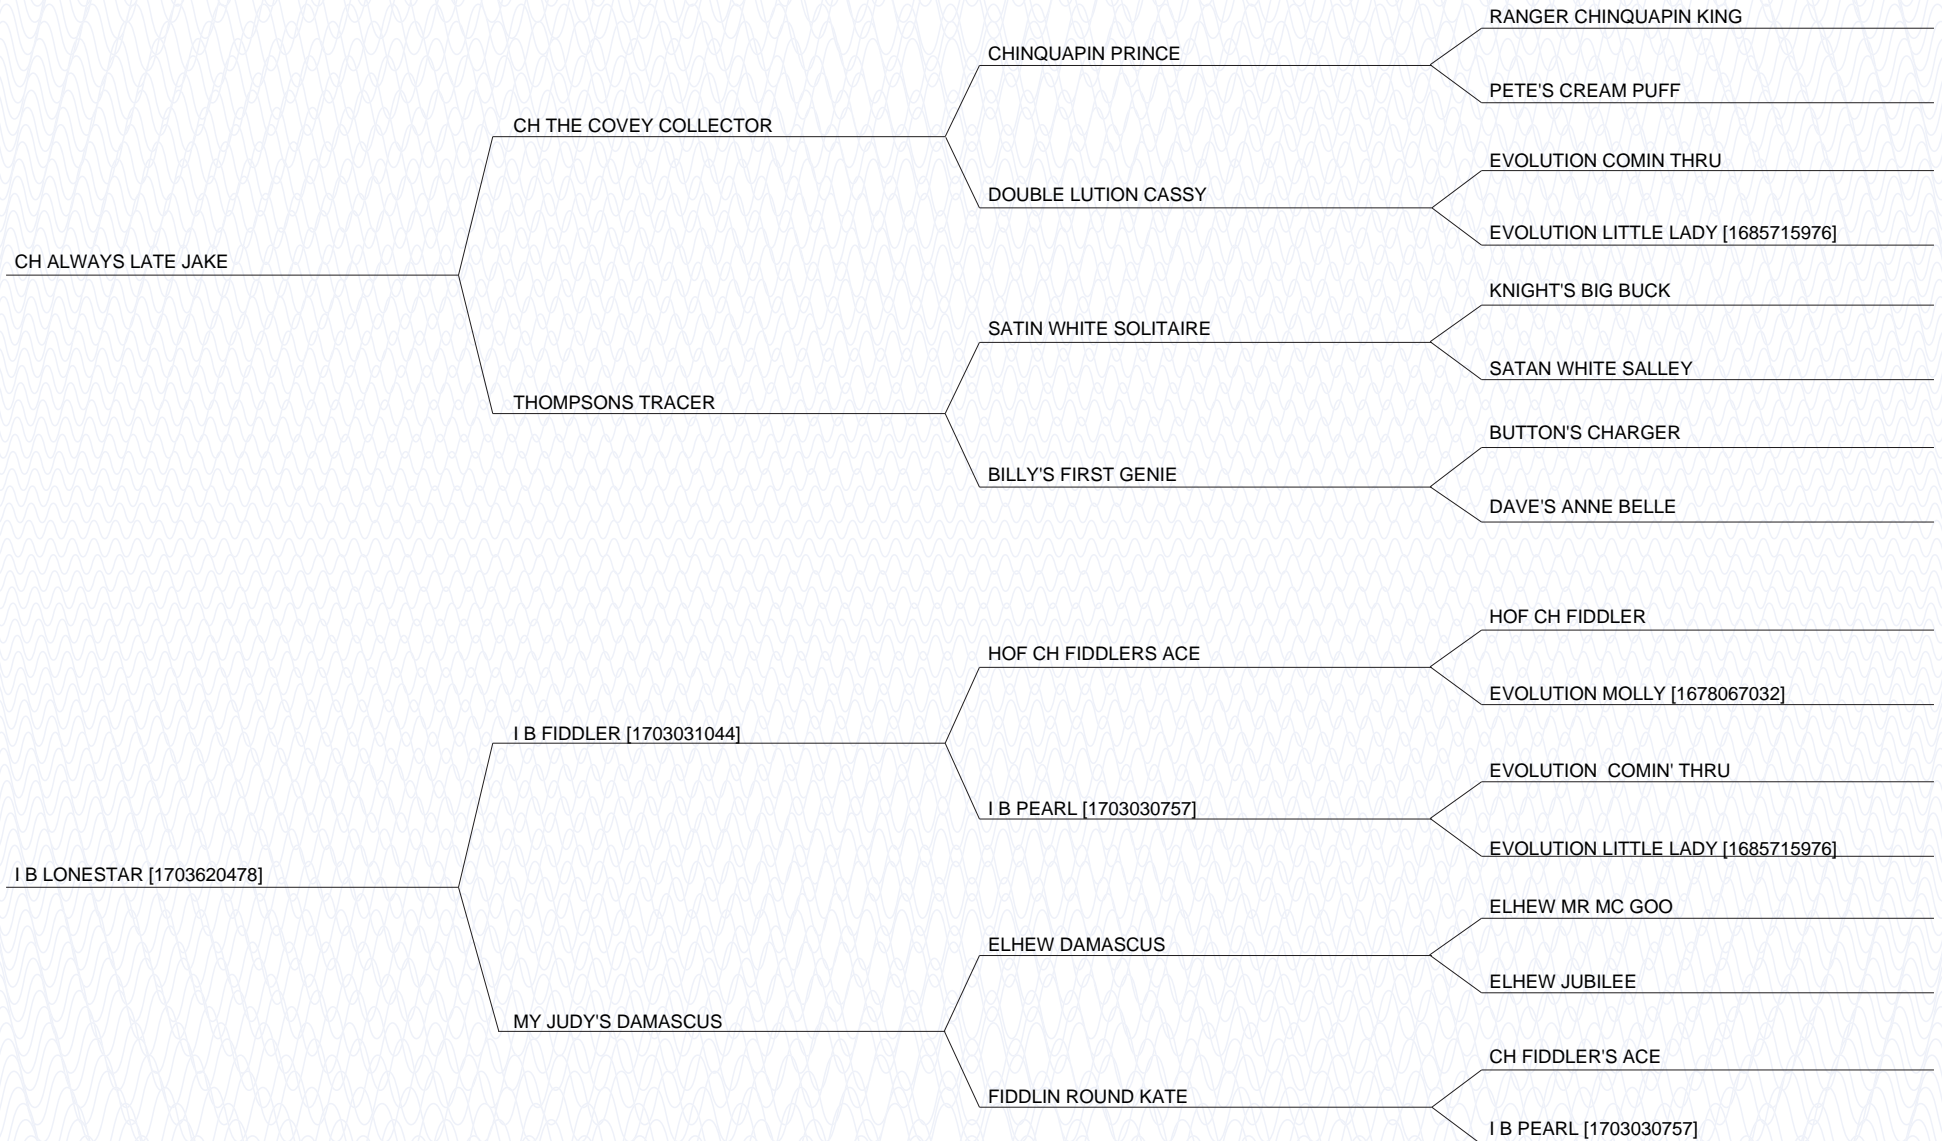 RANGER CHINQUAPIN KING
CHINQUAPIN PRINCE
PETE'S CREAM PUFF
CH THE COVEY COLLECTOR
EVOLUTION COMIN THRU
DOUBLE LUTION CASSY
EVOLUTION LITTLE LADY [1685715976]
CH ALWAYS LATE JAKE
KNIGHT'S BIG BUCK
SATIN WHITE SOLITAIRE
SATAN WHITE SALLEY
THOMPSONS TRACER
BUTTON'S CHARGER
BILLY'S FIRST GENIE
DAVE'S ANNE BELLE
HOF CH FIDDLER
HOF CH FIDDLERS ACE
EVOLUTION MOLLY [1678067032]
I B FIDDLER [1703031044]
EVOLUTION  COMIN' THRU
I B PEARL [1703030757]
EVOLUTION LITTLE LADY [1685715976]
I B LONESTAR [1703620478]
ELHEW MR MC GOO
ELHEW DAMASCUS
ELHEW JUBILEE
MY JUDY'S DAMASCUS
CH FIDDLER'S ACE
FIDDLIN ROUND KATE
I B PEARL [1703030757]